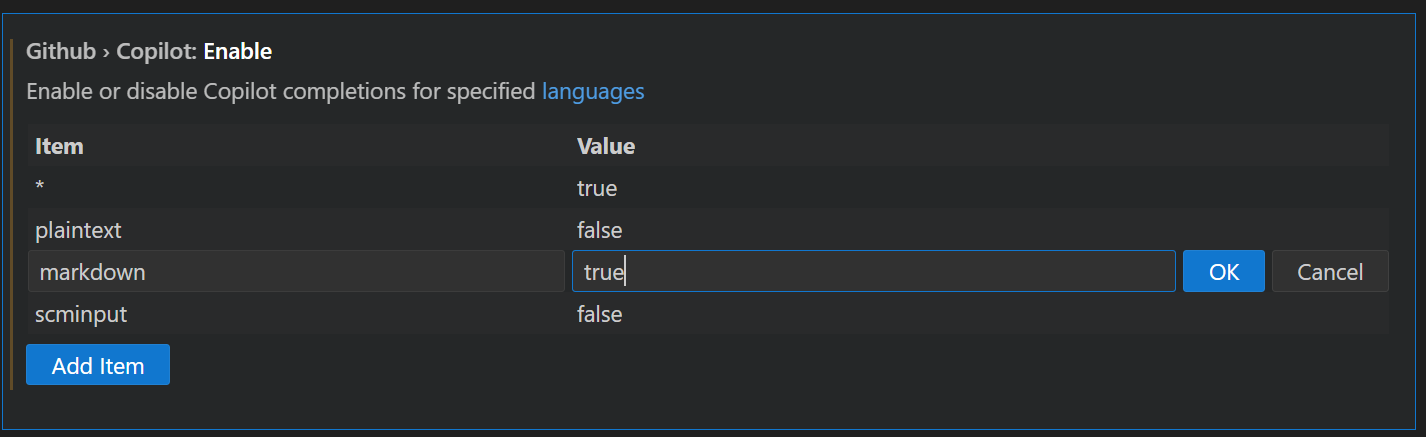 Github › Copilot: Enable
Enable or disable Copilot completions for specified languages
Item Value
* true
plaintext false
markdown true OK Cancel
scminput false
Add Item